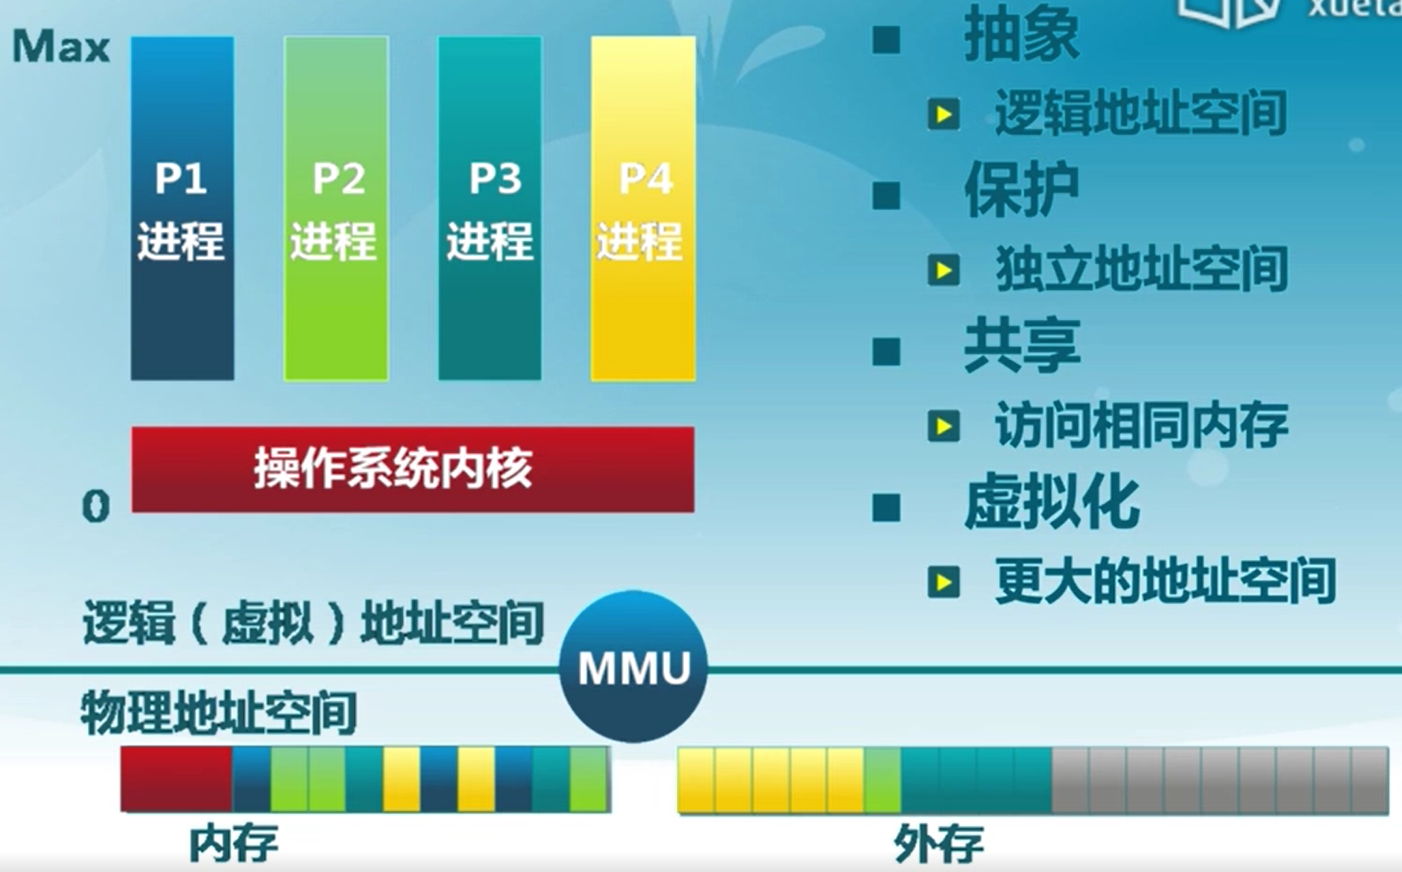 Max
P1
进程
P2
进程
P3
进程
P4
进程
操作系统内核
0
逻辑（虚拟）地址空间
MMU
物理地址空间
内存
外存
抽象
逻辑地址空间
保护
独立地址空间
共享
访问相同内存
虚拟化
更大的地址空间